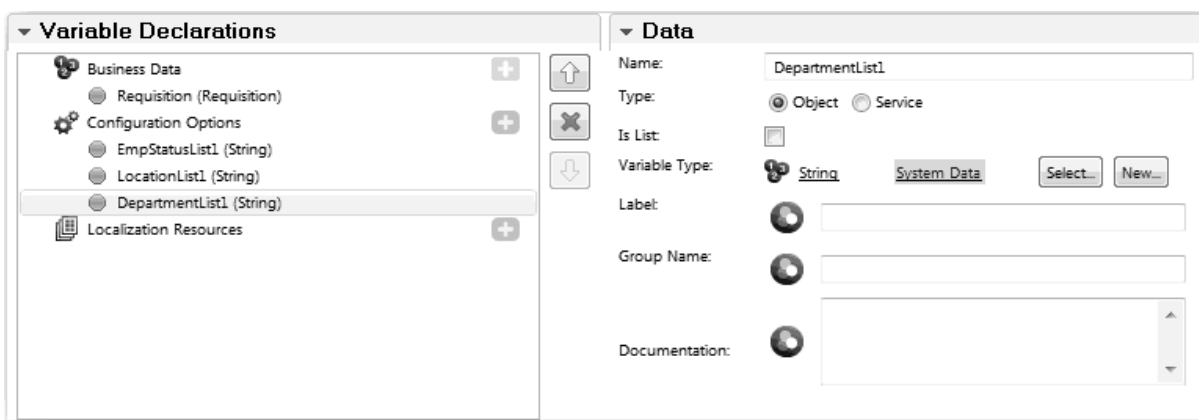 Variable Declarations
Business Data
Requisition (Requisition)
Configuration Options
EmpStatusList1 (String)
LocationList1 (String)
DepartmentList1 (String)
Localization Resources
Data
Name: DepartmentList1
Type: Object Service
Is List:
Variable Type: String System Data Select... New...
Label:
Group Name:
Documentation: